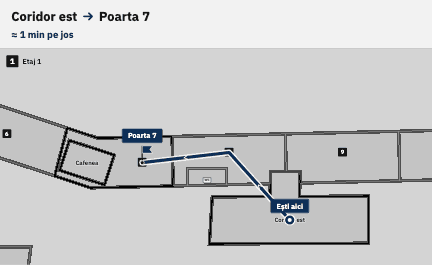 Coridor est → Poarta 7
≈ 1 min pe jos
1 Etaj 1
6
Cafenea
Poarta 7
9
Ești aici